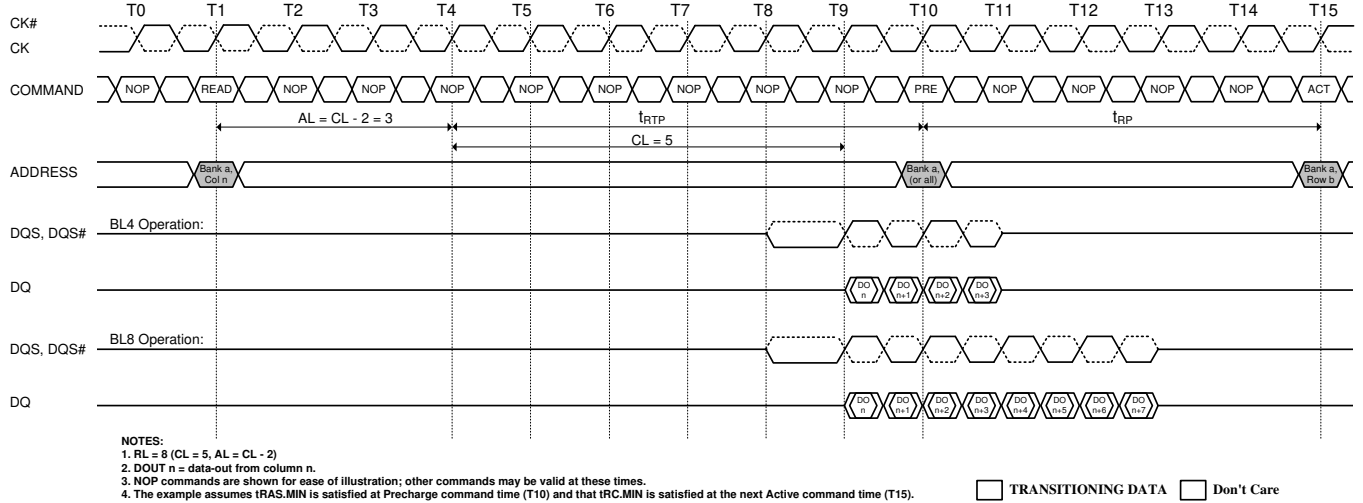 T0 T1 T2 T3 T4 T5 T6 T7 T8 T9 T10 T11 T12 T13 T14 T15
CK#
CK
COMMAND NOP READ NOP NOP NOP NOP NOP NOP NOP NOP PRE NOP NOP NOP NOP ACT
AL = CL - 2 = 3 tRTP tRP
CL = 5
ADDRESS Bank a, Col n Bank a, (or all) Bank a, Row b
BL4 Operation:
DQS, DQS#
DQ DO n DO n+1 DO n+2 DO n+3
BL8 Operation:
DQS, DQS#
DQ DO n DO n+1 DO n+2 DO n+3 DO n+4 DO n+5 DO n+6 DO n+7
NOTES:
1. RL = 8 (CL = 5, AL = CL - 2)
2. DOUT n = data-out from column n.
3. NOP commands are shown for ease of illustration; other commands may be valid at these times.
4. The example assumes tRAS.MIN is satisfied at Precharge command time (T10) and that tRC.MIN is satisfied at the next Active command time (T15).
TRANSITIONING DATA Don't Care